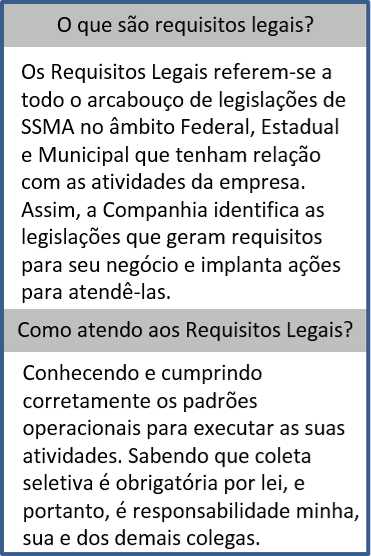 O que são requisitos legais?
Os Requisitos Legais referem-se a
todo o arcabouço de legislações de
SSMA no âmbito Federal, Estadual
e Municipal que tenham relação
com as atividades da empresa.
Assim, a Companhia identifica as
legislações que geram requisitos
para seu negócio e implanta ações
para atendê-las.
Como atendo aos Requisitos Legais?
Conhecendo e cumprindo
corretamente os padrões
operacionais para executar as suas
atividades. Sabendo que coleta
seletiva é obrigatória por lei, e
portanto, é responsabilidade minha,
sua e dos demais colegas.